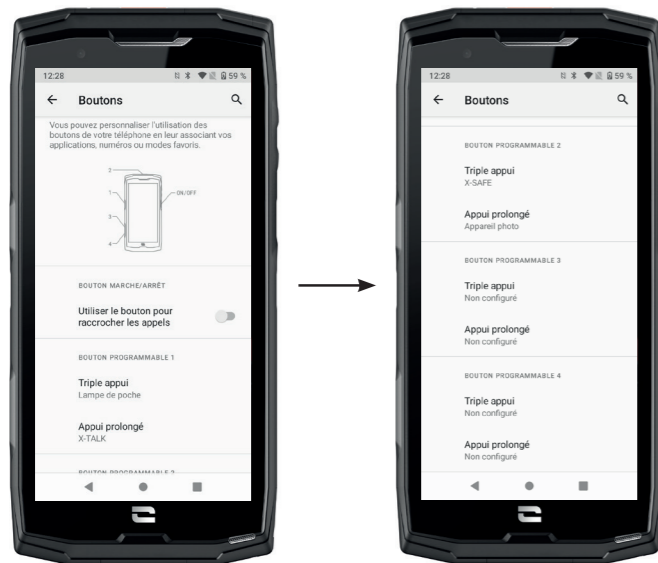 12:28 59 %
Boutons
Vous pouvez personnaliser l'utilisation des
boutons de votre téléphone en leur associant vos
applications, numéros ou modes favoris.
2
1
ON/OFF
3
4
BOUTON MARCHE/ARRÊT
Utiliser le bouton pour
raccrocher les appels
BOUTON PROGRAMMABLE 1
Triple appui
Lampe de poche
Appui prolongé
X-TALK
BOUTON PROGRAMMABLE 2
12:28 59 %
Boutons
BOUTON PROGRAMMABLE 2
Triple appui
X-SAFE
Appui prolongé
Appareil photo
BOUTON PROGRAMMABLE 3
Triple appui
Non configuré
Appui prolongé
Non configuré
BOUTON PROGRAMMABLE 4
Triple appui
Non configuré
Appui prolongé
Non configuré